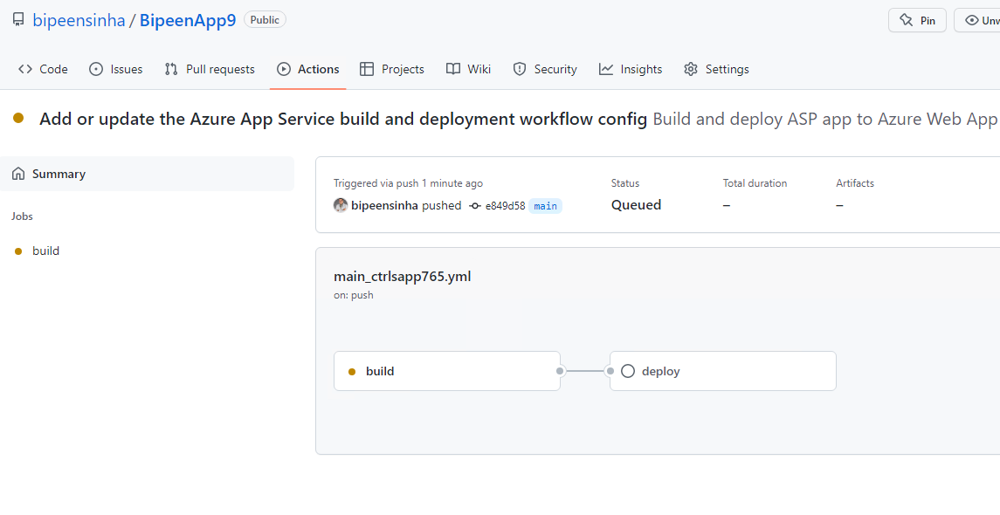 bipeensinha / BipeenApp9 Public
Pin
Code Issues Pull requests Actions Projects Wiki Security Insights Settings
Add or update the Azure App Service build and deployment workflow config Build and deploy ASP app to Azure Web App
Summary
Jobs
build
Triggered via push 1 minute ago
bipeensinha pushed e849d58 main
Status
Queued
Total duration
–
Artifacts
–
main_ctrlsapp765.yml
on: push
build
deploy